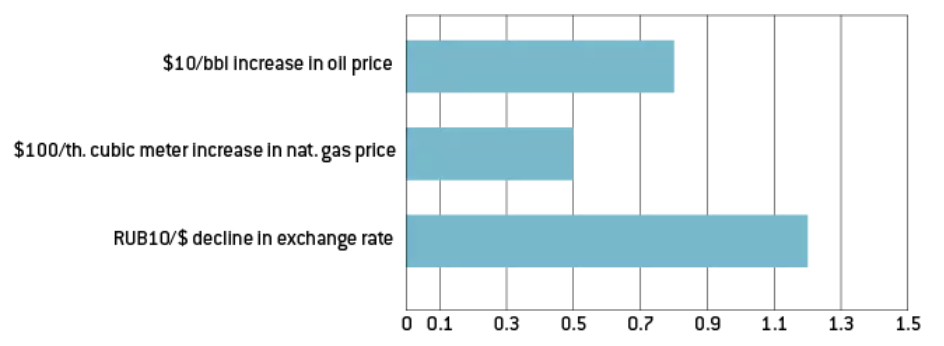 $10/bbl increase in oil price
$100/th. cubic meter increase in nat. gas price
RUB10/$ decline in exchange rate
0 0.1 0.3 0.5 0.7 0.9 1.1 1.3 1.5